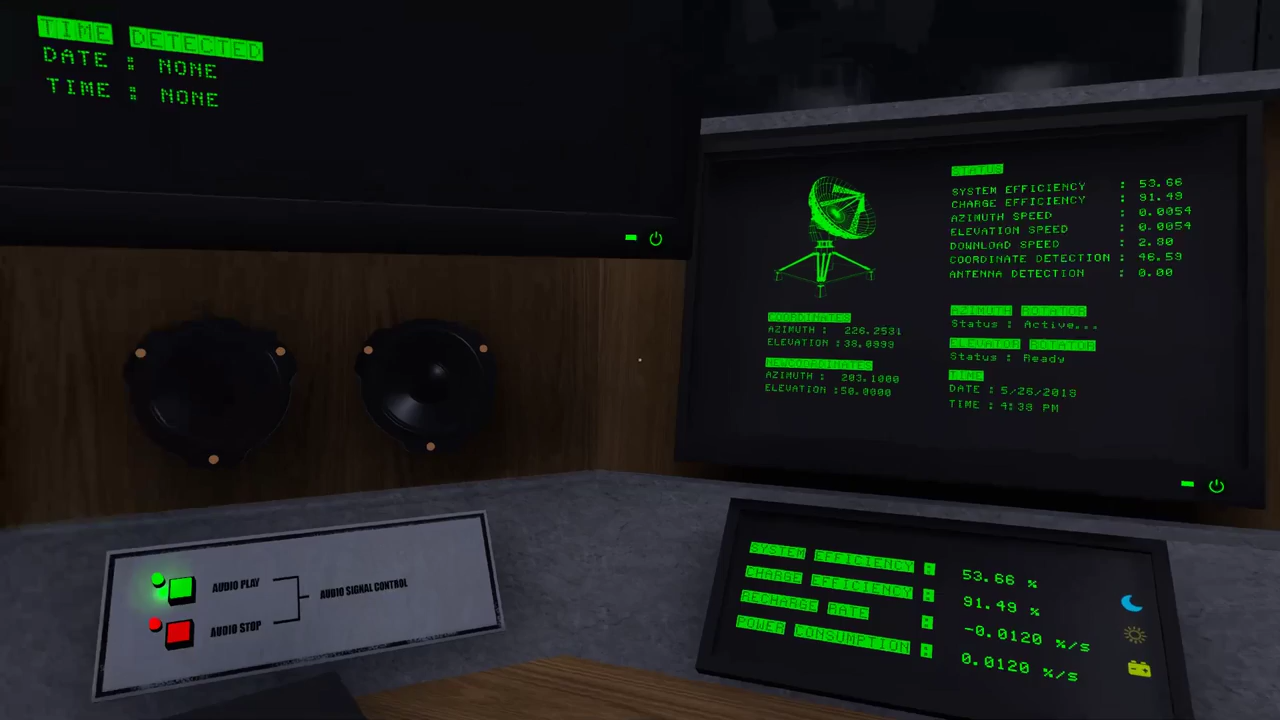 TIME DETECTED
DATE : NONE
TIME : NONE
STATUS
SYSTEM EFFICIENCY : 53.66
CHARGE EFFICIENCY : 91.49
AZIMUTH SPEED : 0.0054
ELEVATION SPEED : 0.0054
DOWNLOAD SPEED : 2.80
COORDINATE DETECTION : 46.59
ANTENNA DETECTION : 0.00
COORDINATES
AZIMUTH : 226.2531
ELEVATION : 38.0999
NEWCOORDINATES
AZIMUTH : 203.1000
ELEVATION : 50.0000
AZIMUTH ROTATOR
Status : Active...
ELEVATOR ROTATOR
Status : Ready
TIME
DATE : 5/26/2018
TIME : 4:38 PM
AUDIO PLAY
AUDIO STOP
AUDIO SIGNAL CONTROL
SYSTEM EFFICIENCY : 53.66 %
CHARGE EFFICIENCY : 91.49 %
RECHARGE RATE : -0.0120 %/s
POWER CONSUMPTION : 0.0120 %/s